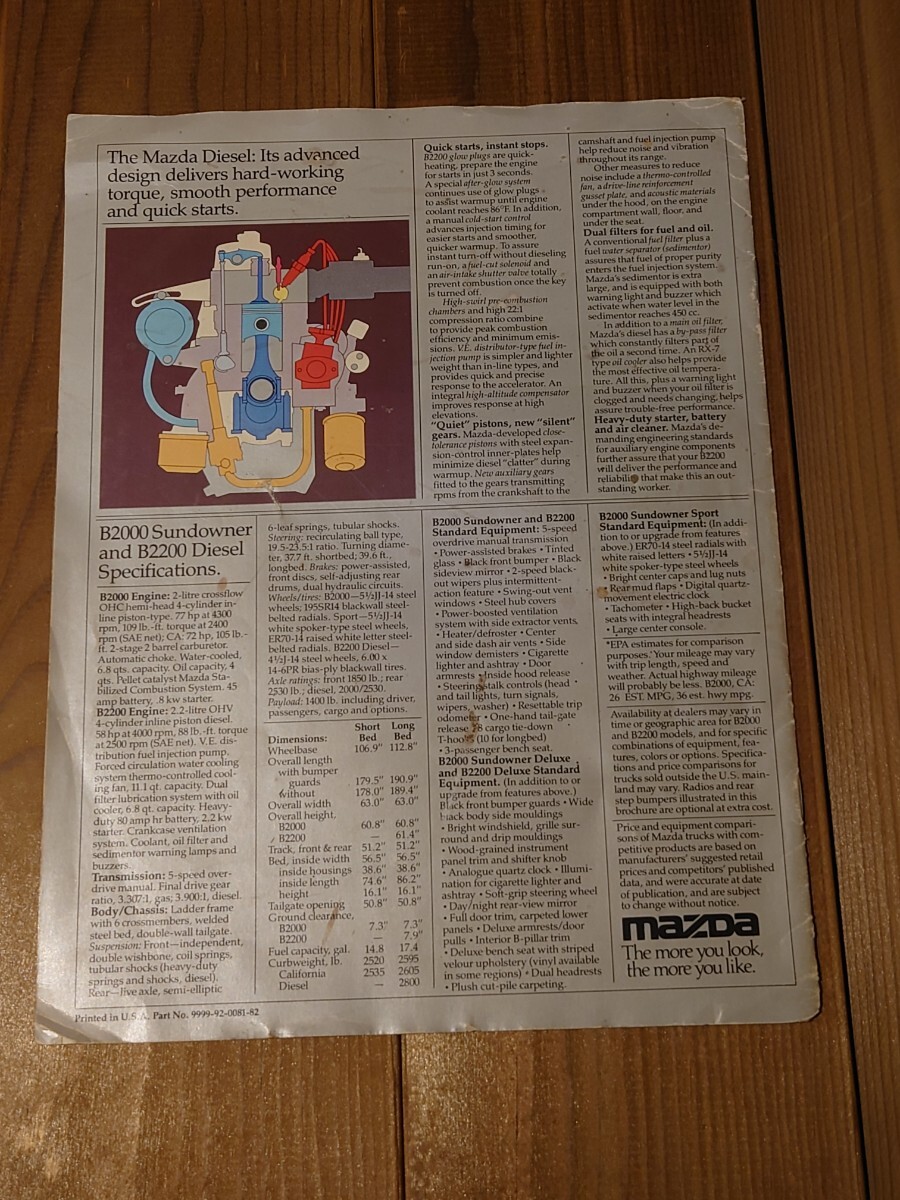 The Mazda Diesel: Its advanced
design delivers hard-working
torque, smooth performance
and quick starts.
Quick starts, instant stops.
B2200 glow plugs are quick-
heating, prepare the engine
for starts in just 3 seconds.
A special after-glow system
continues use of glow plugs
to assist warmup until engine
coolant reaches 86°F. In addition,
a manual cold-start control
advances injection timing for
easier starts and smoother,
quicker warmup. To assure
instant turn-off without dieseling
run-on, a fuel-cut solenoid and
an air-intake shutter valve totally
prevent combustion once the key
is turned off.
High-swirl pre-combustion
chambers and high 22:1
compression ratio combine
to provide peak combustion
efficiency and minimum emis-
sions. V.E. distributor-type fuel in-
jection pump is simpler and lighter
weight than in-line types, and
provides quick and precise
response to the accelerator. An
integral high-altitude compensator
improves response at high
elevations.
"Quiet" pistons, new "silent"
gears. Mazda-developed close-
tolerance pistons with steel expan-
sion-control inner-plates help
minimize diesel "clatter" during
warmup. New auxiliary gears
fitted to the gears transmitting
rpms from the crankshaft to the
camshaft and fuel injection pump
help reduce noise and vibration
throughout its range.
Other measures to reduce
noise include a thermo-controlled
fan, a drive-line reinforcement
gusset plate, and acoustic materials
under the hood, on the engine
compartment wall, floor, and
under the seat.
Dual filters for fuel and oil.
A conventional fuel filter plus a
fuel water separator (sedimentor)
assures that fuel of proper purity
enters the fuel injection system.
Mazda's sedimentor is extra
large, and is equipped with both
warning light and buzzer which
activate when water level in the
sedimentor reaches 450 cc.
In addition to a main oil filter,
Mazda's diesel has a by-pass filter
which constantly filters part of
the oil a second time. An RX-7
type oil cooler also helps provide
the most effective oil tempera-
ture. All this, plus a warning light
and buzzer when your oil filter is
clogged and needs changing, helps
assure trouble-free performance.
Heavy-duty starter, battery
and air cleaner. Mazda's de-
manding engineering standards
for auxiliary engine components
further assure that your B2200
will deliver the performance and
reliability that make this an out-
standing worker.
B2000 Sundowner
and B2200 Diesel
Specifications.
B2000 Engine: 2-litre crossflow
OHC hemi-head 4-cylinder in-
line piston-type. 77 hp at 4300
rpm, 109 lb.-ft. torque at 2400
rpm (SAE net); CA: 72 hp, 105 lb.-
ft. 2-stage 2 barrel carburetor.
Automatic choke. Water-cooled,
6.8 qts. capacity. Oil capacity, 4
qts. Pellet catalyst Mazda Sta-
bilized Combustion System. 45
amp battery, .8 kw starter.
B2200 Engine: 2.2-litre OHV
4-cylinder inline piston diesel.
58 hp at 4000 rpm, 88 lb.-ft. torque
at 2500 rpm (SAE net). V.E. dis-
tribution fuel injection pump.
Forced circulation water cooling
system thermo-controlled cool-
ing fan, 11.1 qt. capacity. Dual
filter lubrication system with oil
cooler, 6.8 qt. capacity. Heavy-
duty 80 amp hr battery, 2.2 kw
starter. Crankcase ventilation
system. Coolant, oil filter and
sedimentor warning lamps and
buzzers.
Transmission: 5-speed over-
drive manual. Final drive gear
ratio, 3.307:1, gas; 3.900:1, diesel.
Body/Chassis: Ladder frame
with 6 crossmembers, welded
steel bed, double-wall tailgate.
Suspension: Front—independent,
double wishbone, coil springs,
tubular shocks (heavy-duty
springs and shocks, diesel).
Rear—live axle, semi-elliptic
6-leaf springs, tubular shocks.
Steering: recirculating ball type,
19.5-23.5:1 ratio. Turning diame-
ter, 37.7 ft. shortbed; 39.6 ft.,
longbed. Brakes: power-assisted,
front discs, self-adjusting rear
drums, dual hydraulic circuits.
Wheels/tires: B2000—5½JJ-14 steel
wheels; 195SR14 blackwall steel-
belted radials. Sport—5½JJ-14
white spoker-type steel wheels,
ER70-14 raised white letter steel-
belted radials. B2200 Diesel—
4½J-14 steel wheels, 6.00 x
14-6PR bias-ply blackwall tires.
Axle ratings: front 1850 lb.; rear
2530 lb.; diesel, 2000/2530.
Payload: 1400 lb. including driver,
passengers, cargo and options.
Short Long
Dimensions: Bed Bed
Wheelbase 106.9" 112.8"
Overall length
with bumper
guards 179.5" 190.9"
without 178.0" 189.4"
Overall width 63.0" 63.0"
Overall height,
B2000 60.8" 60.8"
B2200 — 61.4"
Track, front & rear 51.2" 51.2"
Bed, inside width 56.5" 56.5"
inside housings 38.6" 38.6"
inside length 74.6" 86.2"
height 16.1" 16.1"
Tailgate opening 50.8" 50.8"
Ground clearance,
B2000 7.3" 7.3"
B2200 — 7.9"
Fuel capacity, gal. 14.8 17.4
Curbweight, lb. 2520 2595
California 2535 2605
Diesel — 2800
B2000 Sundowner and B2200
Standard Equipment: 5-speed
overdrive manual transmission
• Power-assisted brakes • Tinted
glass • Black front bumper • Black
sideview mirror • 2-speed black-
out wipers plus intermittent-
action feature • Swing-out vent
windows • Steel hub covers
• Power-boosted ventilation
system with side extractor vents
• Heater/defroster • Center
and side dash air vents • Side
window demisters • Cigarette
lighter and ashtray • Door
armrests • Inside hood release
• Steering stalk controls (head
and tail lights, turn signals,
wipers, washer) • Resettable trip
odometer • One-hand tail-gate
release • 8 cargo tie-down
T-hooks (10 for longbed)
• 3-passenger bench seat.
B2000 Sundowner Deluxe
and B2200 Deluxe Standard
Equipment. (In addition to or
upgrade from features above.)
Black front bumper guards • Wide
black body side mouldings
• Bright windshield, grille sur-
round and drip mouldings
• Wood-grained instrument
panel trim and shifter knob
• Analogue quartz clock • Illumi-
nation for cigarette lighter and
ashtray • Soft-grip steering wheel
• Day/night rear-view mirror
• Full door trim, carpeted lower
panels • Deluxe armrests/door
pulls • Interior B-pillar trim
• Deluxe bench seat with striped
velour upholstery (vinyl available
in some regions) • Dual headrests
• Plush cut-pile carpeting.
B2000 Sundowner Sport
Standard Equipment: (In addi-
tion to or upgrade from features
above.) ER70-14 steel radials with
white raised letters • 5½JJ-14
white spoker-type steel wheels
• Bright center caps and lug nuts
• Rear mud flaps • Digital quartz-
movement electric clock
• Tachometer • High-back bucket
seats with integral headrests
• Large center console.
*EPA estimates for comparison
purposes. Your mileage may vary
with trip length, speed and
weather. Actual highway mileage
will probably be less. B2000, CA:
26 EST. MPG, 36 est. hwy mpg.
Availability at dealers may vary in
time or geographic area for B2000
and B2200 models, and for specific
combinations of equipment, fea-
tures, colors or options. Specifica-
tions and price comparisons for
trucks sold outside the U.S. main-
land may vary. Radios and rear
step bumpers illustrated in this
brochure are optional at extra cost.
Price and equipment compari-
sons of Mazda trucks with com-
petitive products are based on
manufacturers' suggested retail
prices and competitors' published
data, and were accurate at date
of publication, and are subject
to change without notice.
mazda
The more you look,
the more you like.
Printed in U.S.A. Part No. 9999-92-0081-82